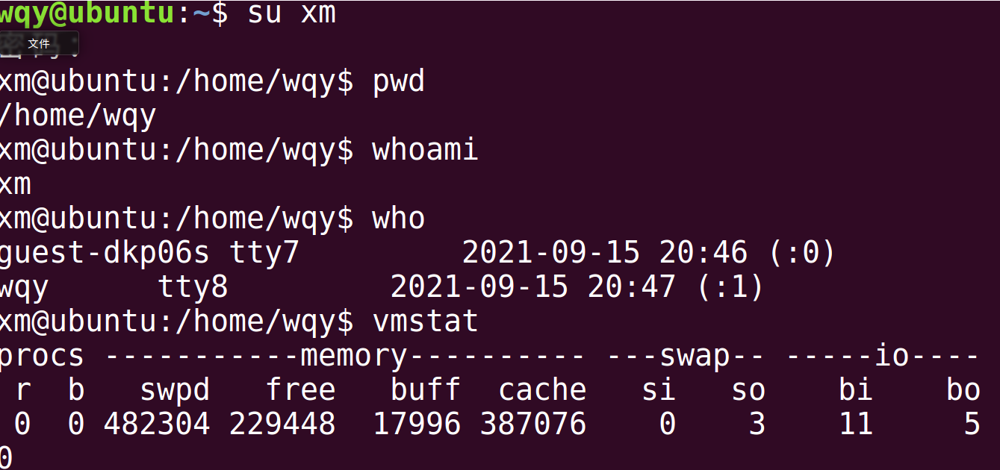 wqy@ubuntu:~$ su xm
文件
密码：
xm@ubuntu:/home/wqy$ pwd
/home/wqy
xm@ubuntu:/home/wqy$ whoami
xm
xm@ubuntu:/home/wqy$ who
guest-dkp06s tty7         2021-09-15 20:46 (:0)
wqy      tty8         2021-09-15 20:47 (:1)
xm@ubuntu:/home/wqy$ vmstat
procs -----------memory---------- ---swap-- -----io----
 r  b   swpd   free   buff  cache   si   so    bi    bo
 0  0 482304 229448  17996 387076    0    3    11     5
0